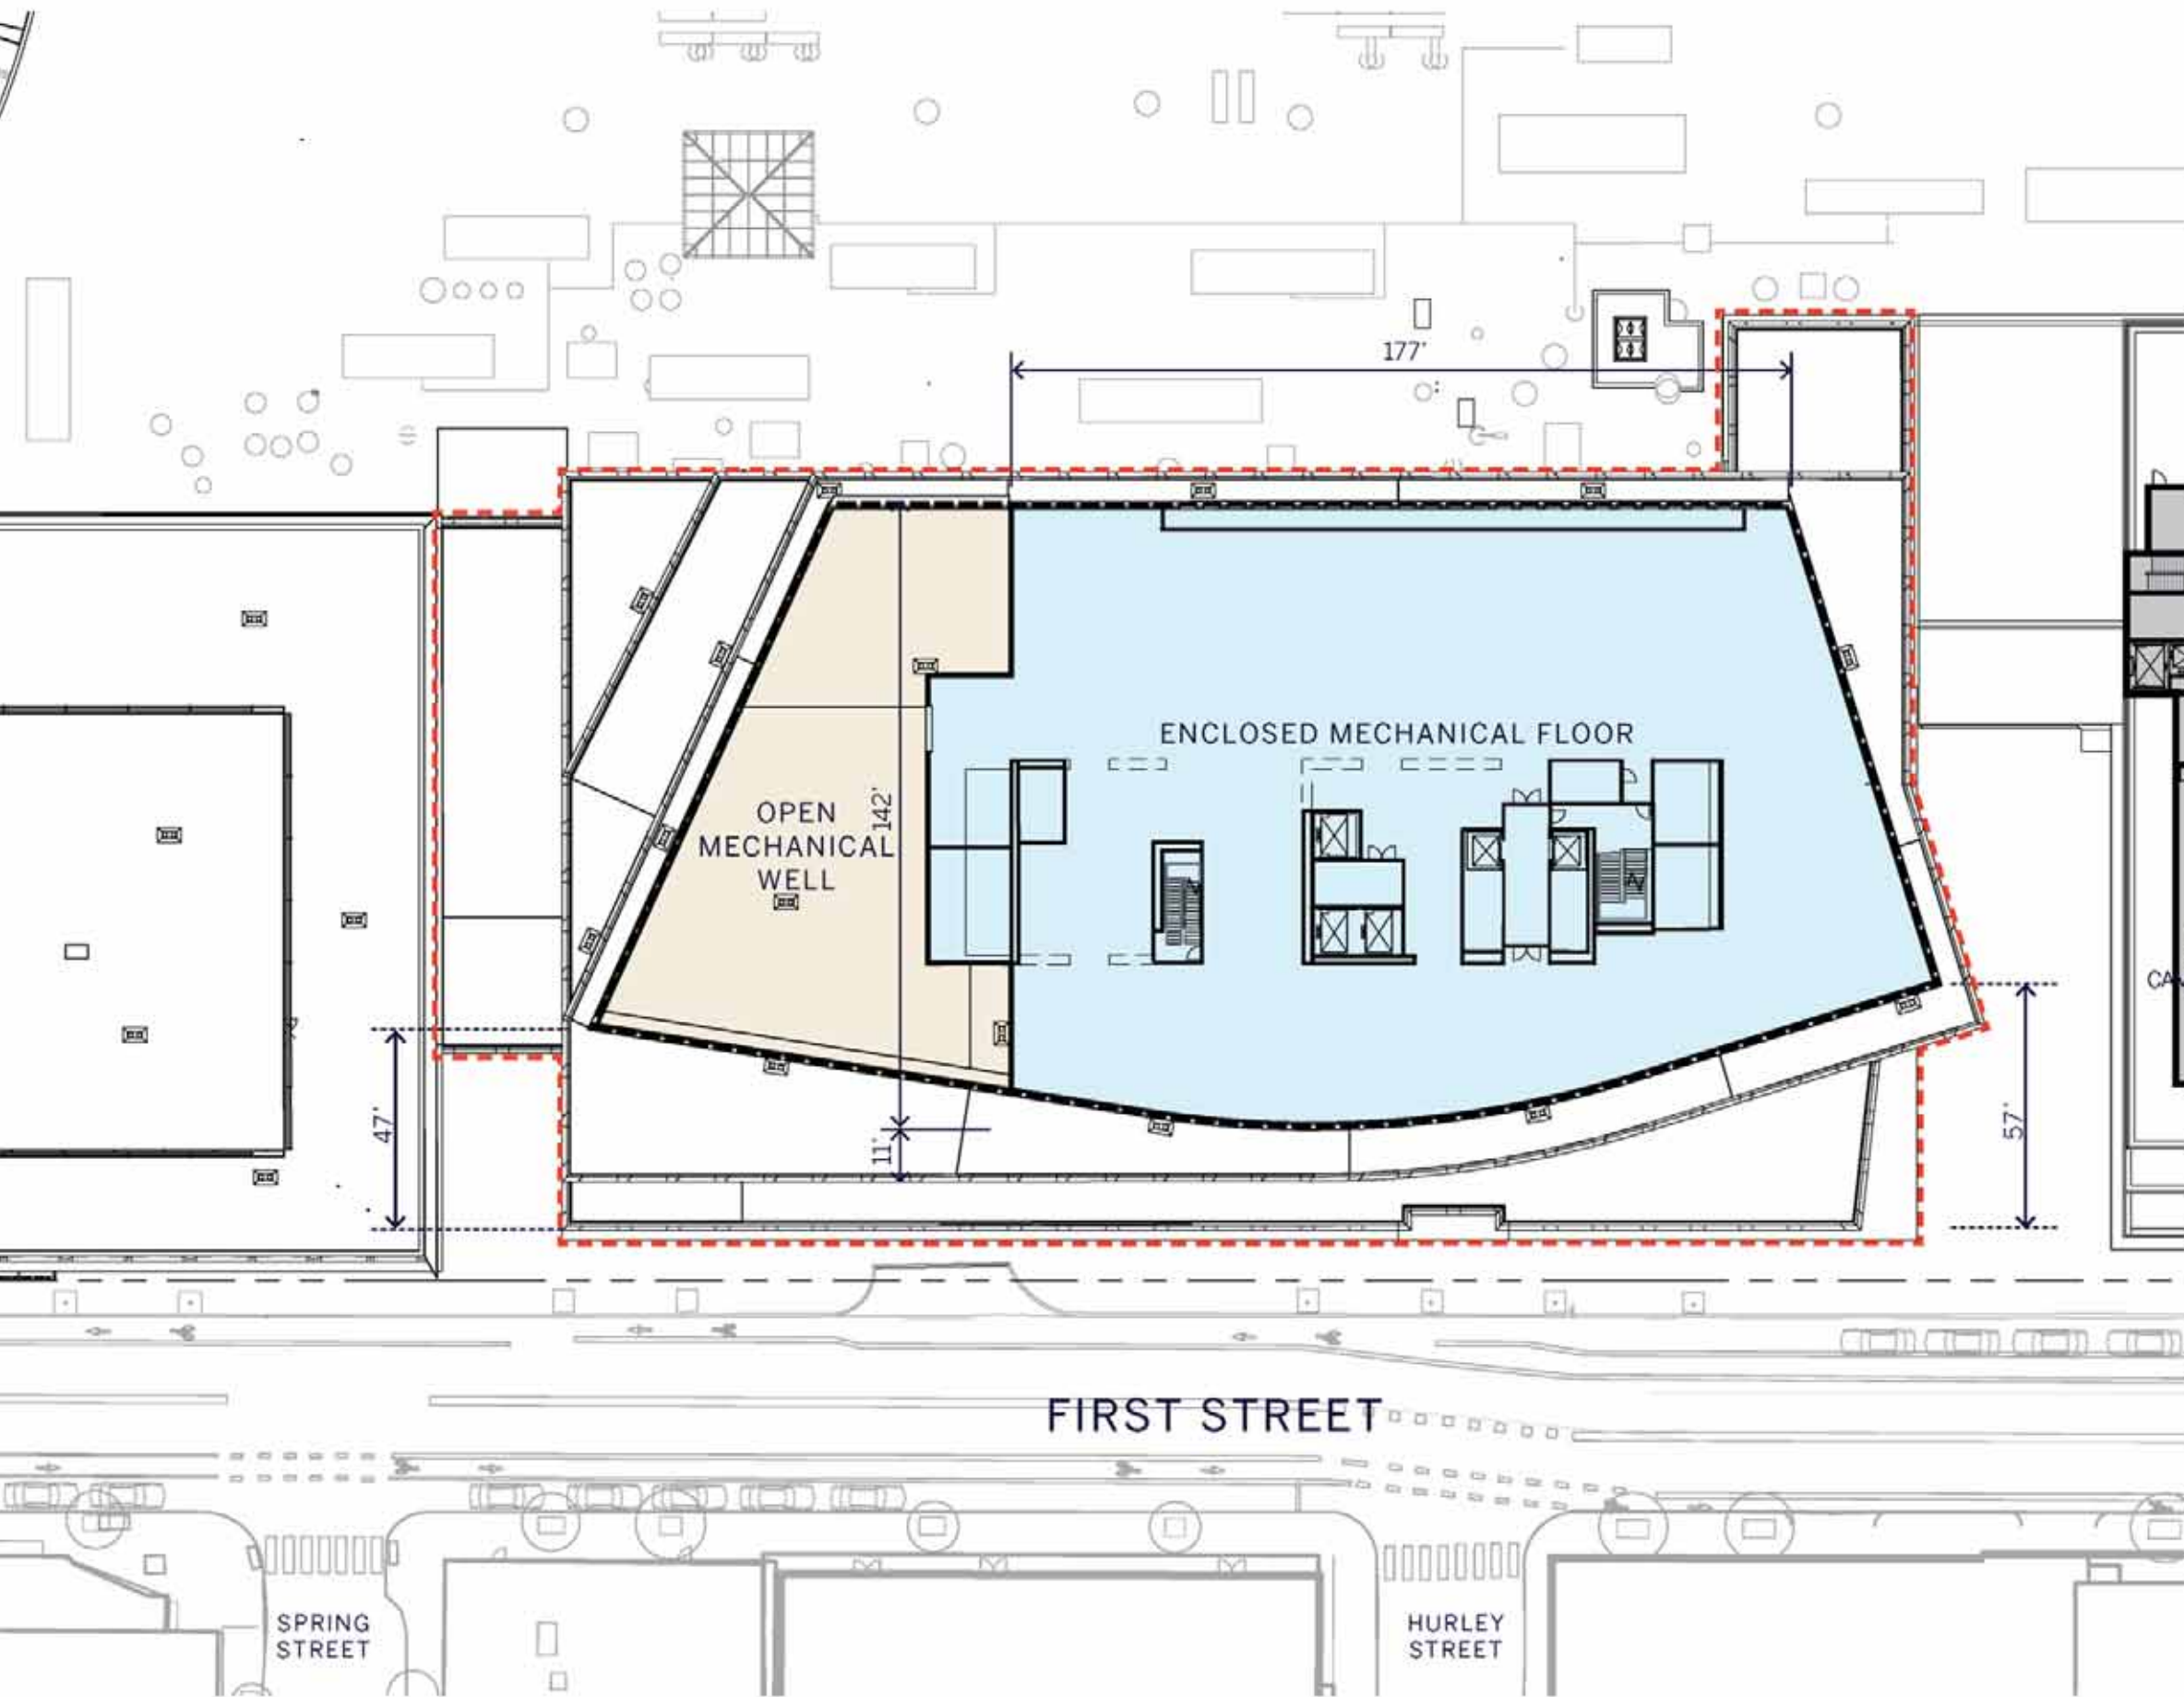 177'
ENCLOSED MECHANICAL FLOOR
OPEN
MECHANICAL
WELL
142'
47'
11'
57'
FIRST STREET
SPRING
STREET
HURLEY
STREET